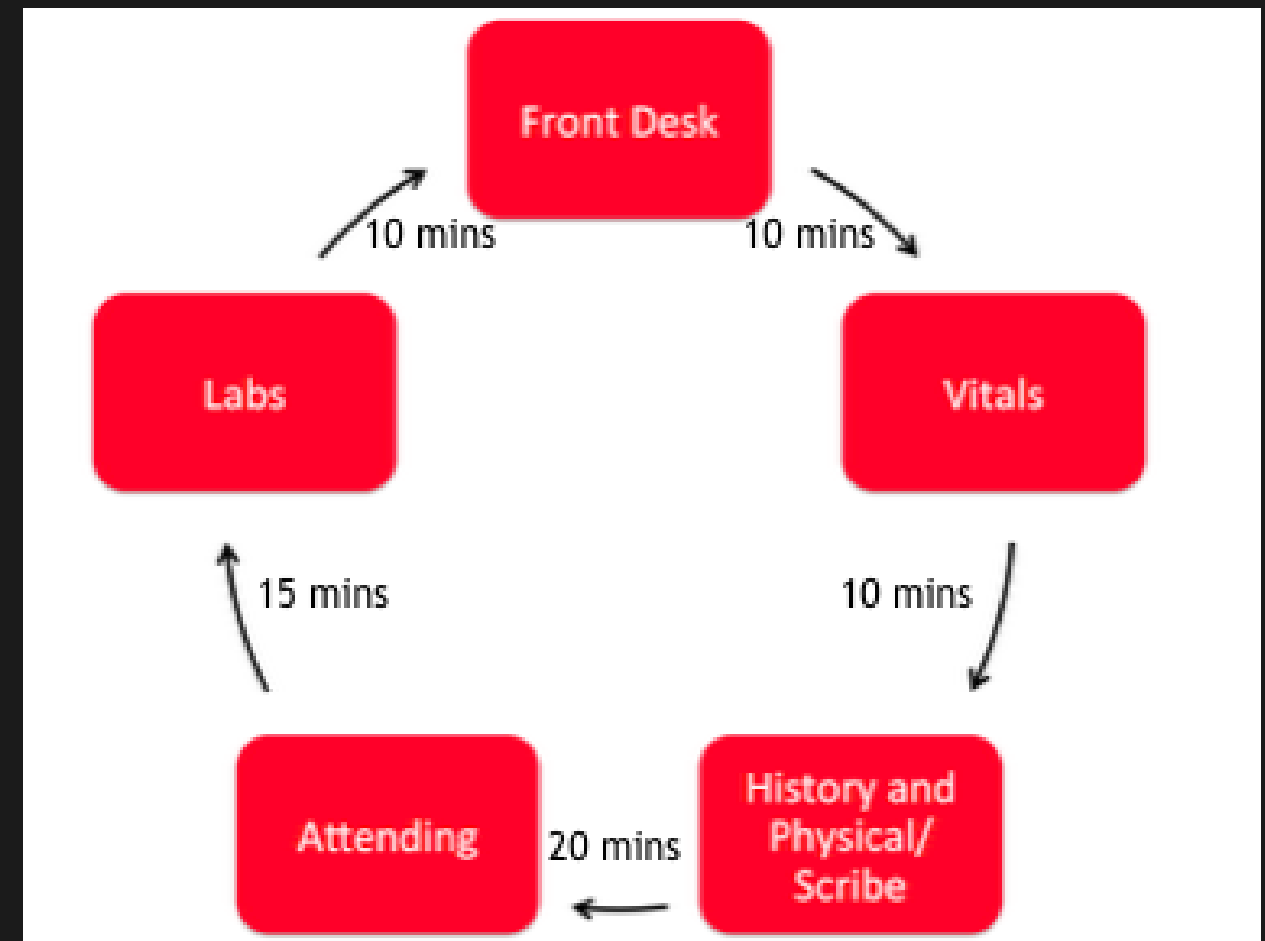 Front Desk
10 mins
10 mins
Labs
Vitals
15 mins
10 mins
Attending
20 mins
History and
Physical/
Scribe